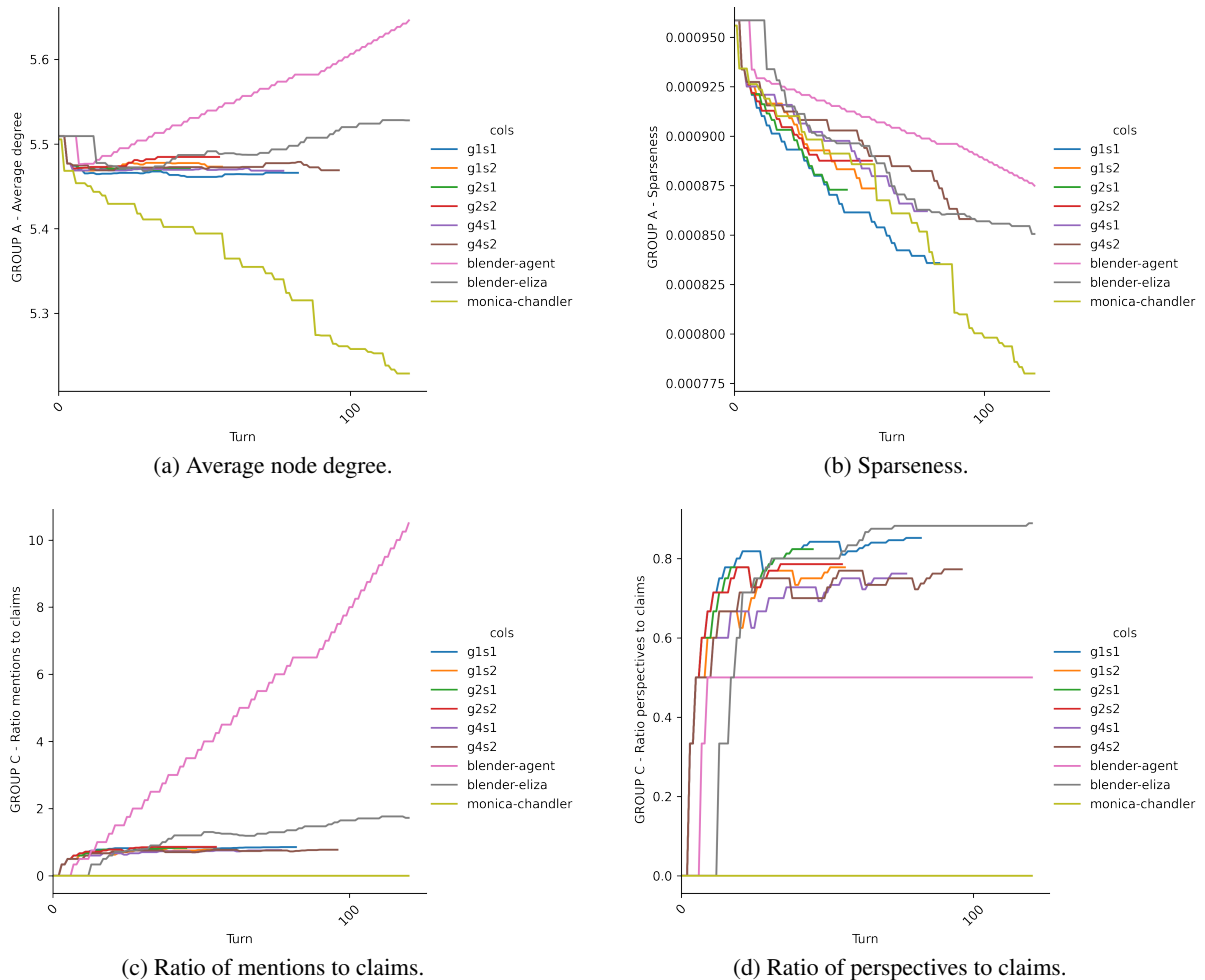 GROUP A - Average degree
5.6
5.5
5.4
5.3
0
100
Turn
cols
g1s1
g1s2
g2s1
g2s2
g4s1
g4s2
blender-agent
blender-eliza
monica-chandler
(a) Average node degree.
GROUP A - Sparseness
0.000950
0.000925
0.000900
0.000875
0.000850
0.000825
0.000800
0.000775
0
100
Turn
cols
g1s1
g1s2
g2s1
g2s2
g4s1
g4s2
blender-agent
blender-eliza
monica-chandler
(b) Sparseness.
GROUP C - Ratio mentions to claims
10
8
6
4
2
0
0
100
Turn
cols
g1s1
g1s2
g2s1
g2s2
g4s1
g4s2
blender-agent
blender-eliza
monica-chandler
(c) Ratio of mentions to claims.
GROUP C - Ratio perspectives to claims
0.8
0.6
0.4
0.2
0.0
0
100
Turn
cols
g1s1
g1s2
g2s1
g2s2
g4s1
g4s2
blender-agent
blender-eliza
monica-chandler
(d) Ratio of perspectives to claims.